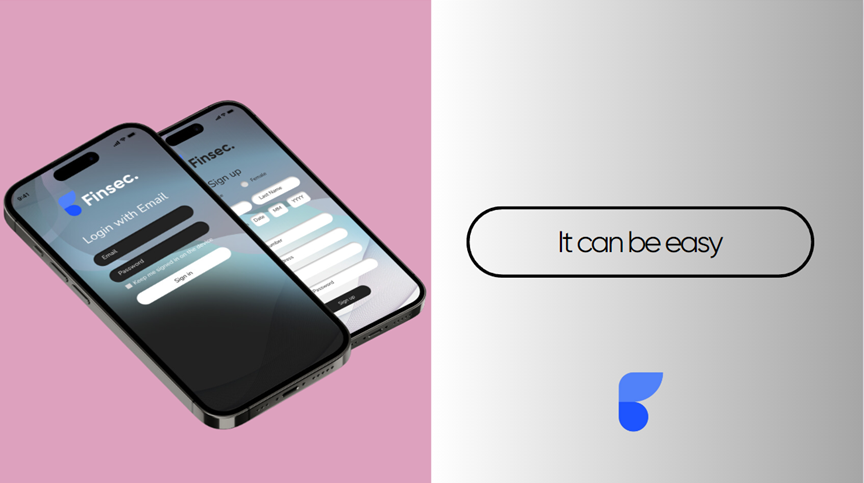 9:41
Finsec.
Login with Email
Email
Password
Keep me signed in on this device
Sign in
Finsec.
Sign up
Female
Last Name
Date
MM
YYYY
Password
Sign up
It can be easy